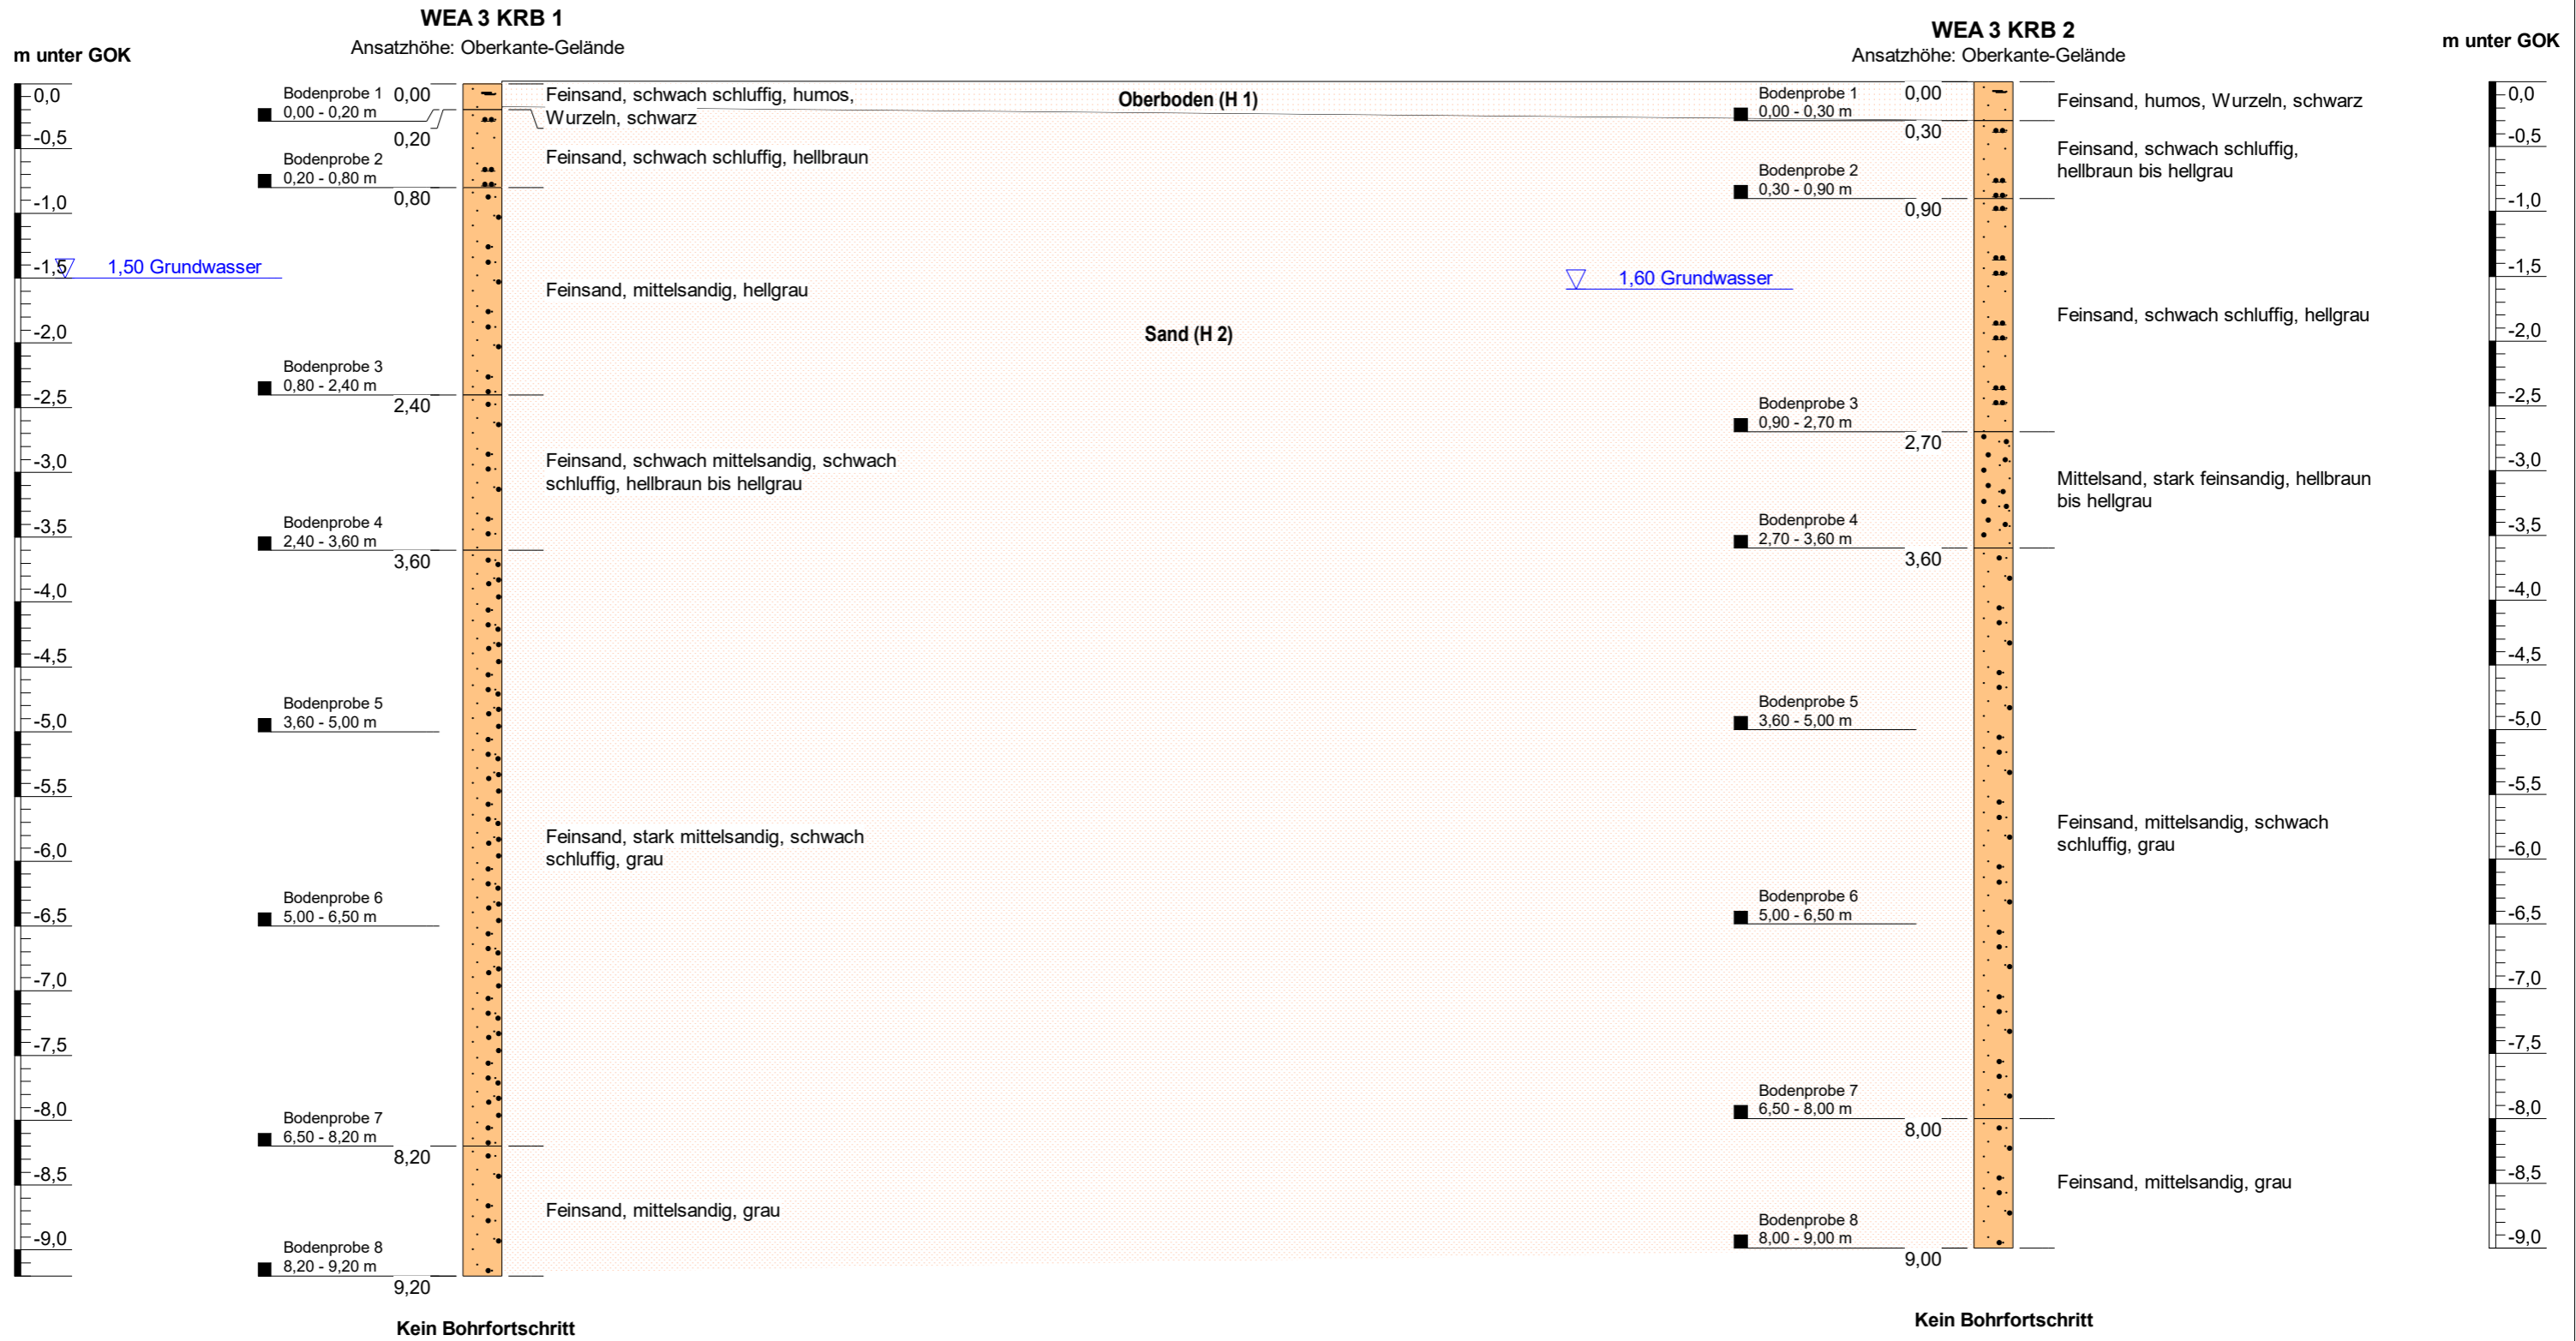 WEA 3 KRB 1
Ansatzhöhe: Oberkante-Gelände
m unter GOK
0,0
-0,5
-1,0
-1,5
-2,0
-2,5
-3,0
-3,5
-4,0
-4,5
-5,0
-5,5
-6,0
-6,5
-7,0
-7,5
-8,0
-8,5
-9,0
1,50 Grundwasser
Bodenprobe 1
0,00 - 0,20 m
Bodenprobe 2
0,20 - 0,80 m
Bodenprobe 3
0,80 - 2,40 m
Bodenprobe 4
2,40 - 3,60 m
Bodenprobe 5
3,60 - 5,00 m
Bodenprobe 6
5,00 - 6,50 m
Bodenprobe 7
6,50 - 8,20 m
Bodenprobe 8
8,20 - 9,20 m
0,00
0,20
0,80
2,40
3,60
8,20
9,20
Feinsand, schwach schluffig, humos,
Wurzeln, schwarz
Feinsand, schwach schluffig, hellbraun
Feinsand, mittelsandig, hellgrau
Feinsand, schwach mittelsandig, schwach
schluffig, hellbraun bis hellgrau
Feinsand, stark mittelsandig, schwach
schluffig, grau
Feinsand, mittelsandig, grau
Kein Bohrfortschritt
Oberboden (H 1)
Sand (H 2)
WEA 3 KRB 2
Ansatzhöhe: Oberkante-Gelände
1,60 Grundwasser
Bodenprobe 1
0,00 - 0,30 m
Bodenprobe 2
0,30 - 0,90 m
Bodenprobe 3
0,90 - 2,70 m
Bodenprobe 4
2,70 - 3,60 m
Bodenprobe 5
3,60 - 5,00 m
Bodenprobe 6
5,00 - 6,50 m
Bodenprobe 7
6,50 - 8,00 m
Bodenprobe 8
8,00 - 9,00 m
0,00
0,30
0,90
2,70
3,60
8,00
9,00
Feinsand, humos, Wurzeln, schwarz
Feinsand, schwach schluffig,
hellbraun bis hellgrau
Feinsand, schwach schluffig, hellgrau
Mittelsand, stark feinsandig, hellbraun
bis hellgrau
Feinsand, mittelsandig, schwach
schluffig, grau
Feinsand, mittelsandig, grau
Kein Bohrfortschritt
m unter GOK
0,0
-0,5
-1,0
-1,5
-2,0
-2,5
-3,0
-3,5
-4,0
-4,5
-5,0
-5,5
-6,0
-6,5
-7,0
-7,5
-8,0
-8,5
-9,0